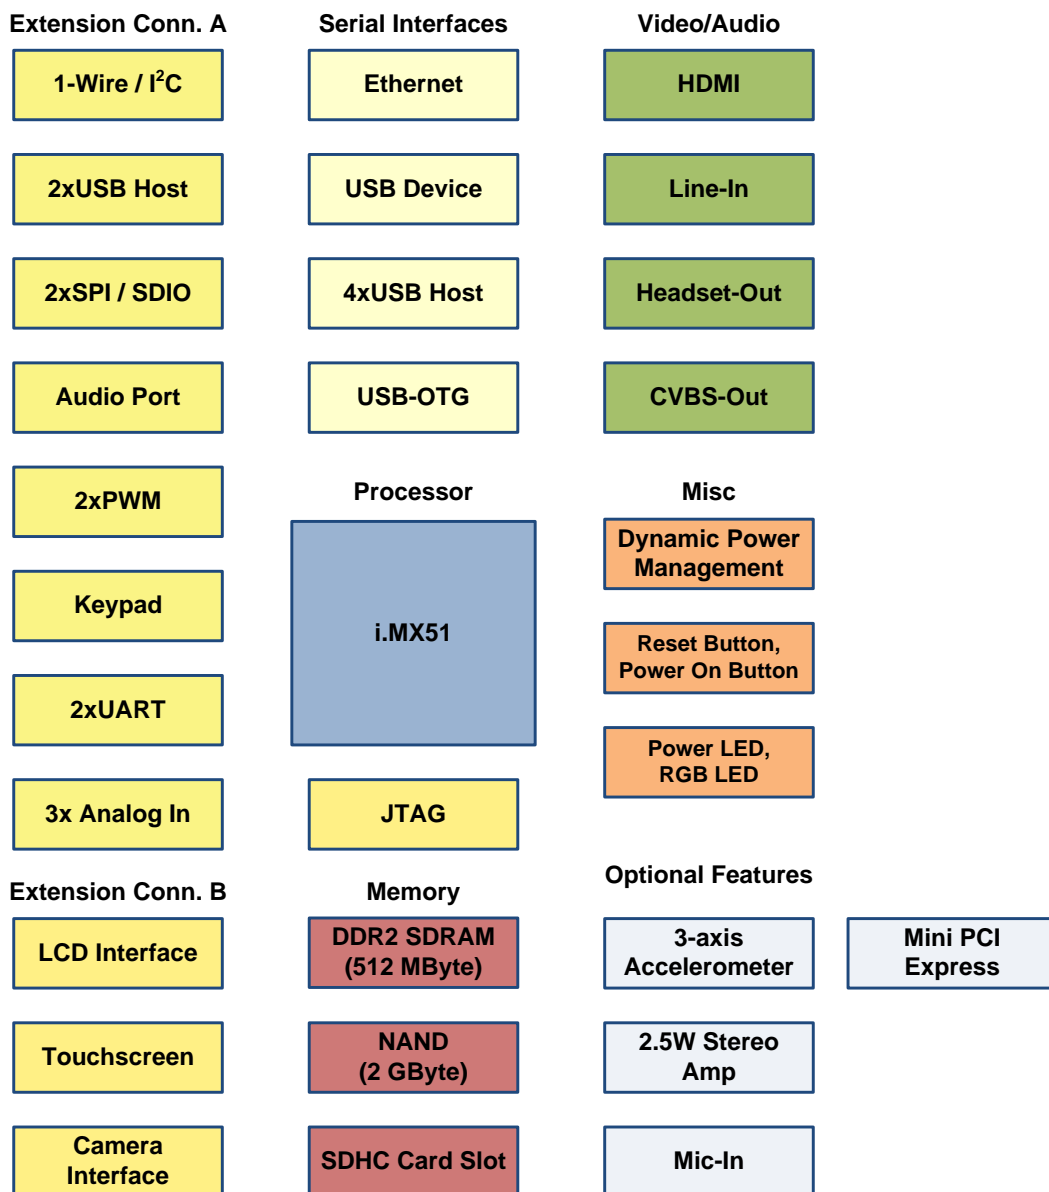 Extension Conn. A
1-Wire / I²C
2xUSB Host
2xSPI / SDIO
Audio Port
2xPWM
Keypad
2xUART
3x Analog In
Extension Conn. B
LCD Interface
Touchscreen
Camera
Interface
Serial Interfaces
Ethernet
USB Device
4xUSB Host
USB-OTG
Processor
i.MX51
JTAG
Memory
DDR2 SDRAM
(512 MByte)
NAND
(2 GByte)
SDHC Card Slot
Video/Audio
HDMI
Line-In
Headset-Out
CVBS-Out
Misc
Dynamic Power
Management
Reset Button,
Power On Button
Power LED,
RGB LED
Optional Features
3-axis
Accelerometer
2.5W Stereo
Amp
Mic-In
Mini PCI
Express